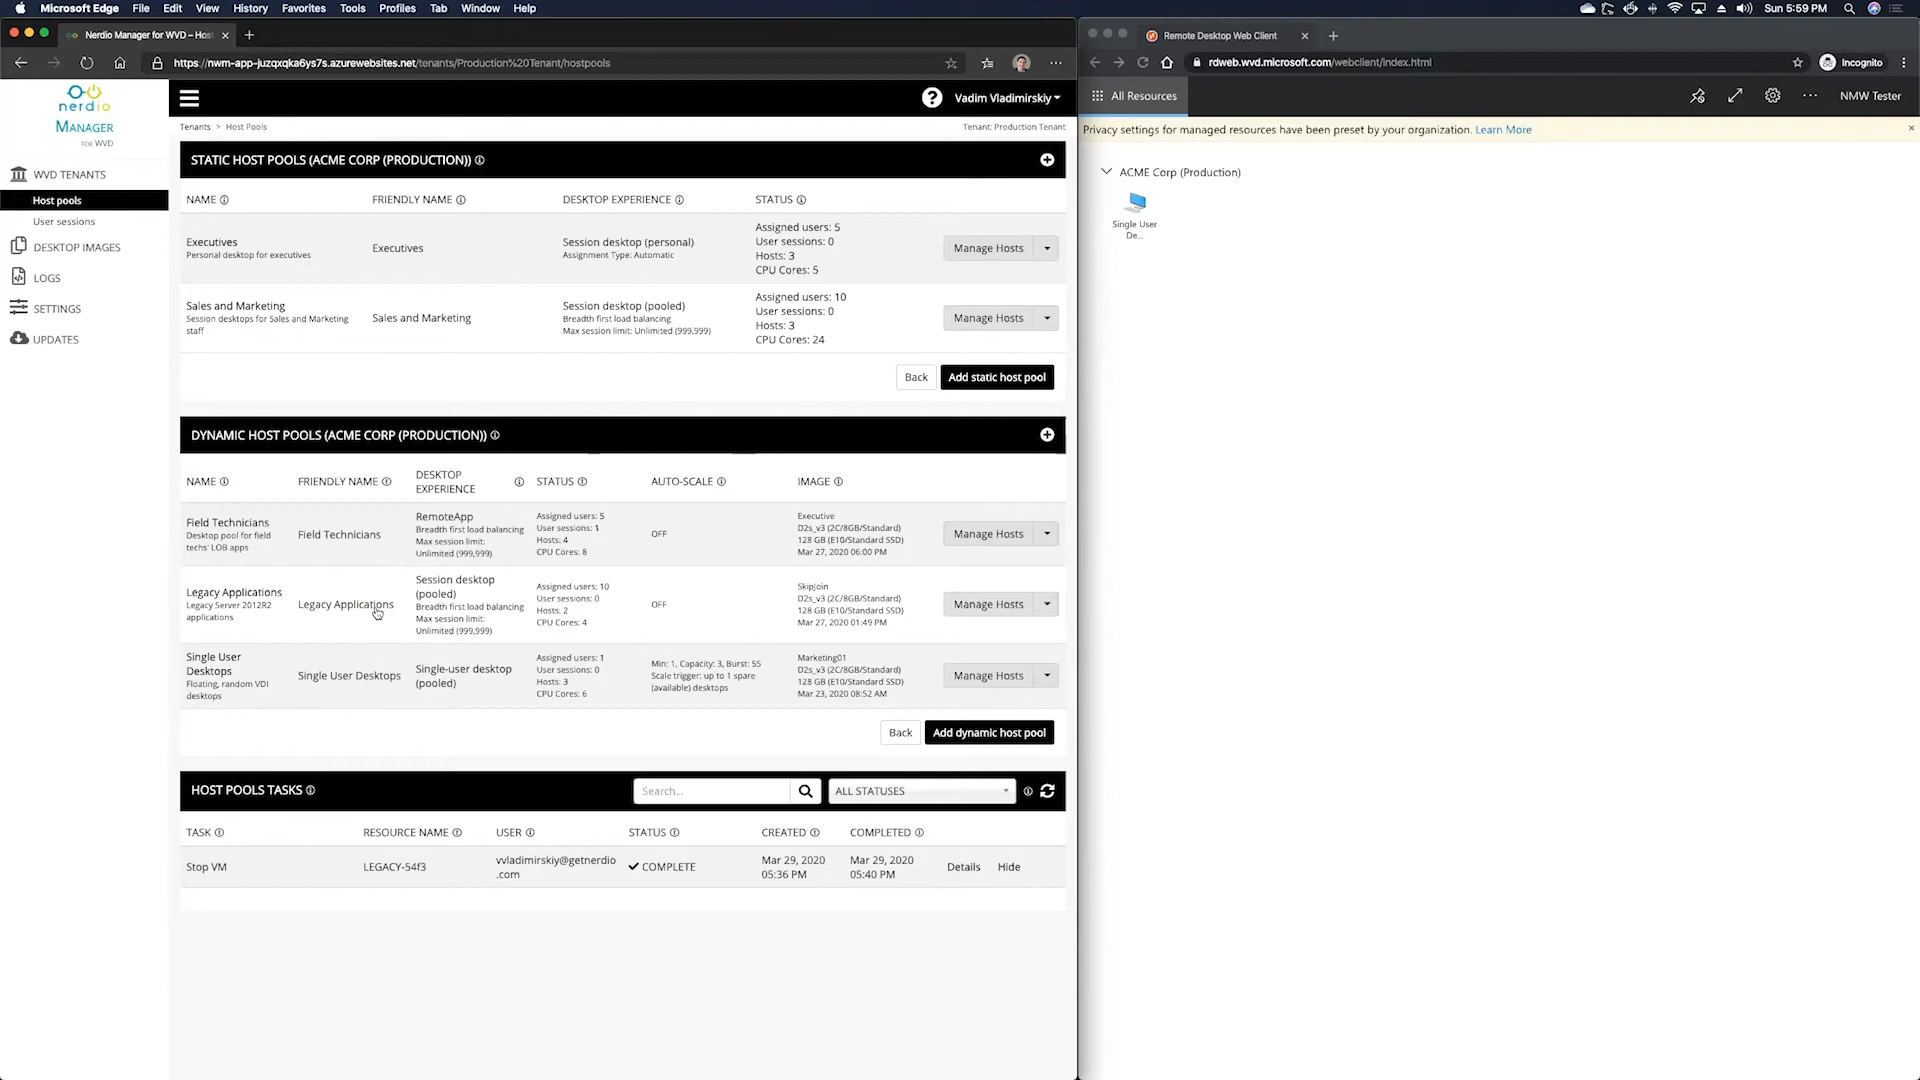 Microsoft Edge File Edit View History Favorites Tools Profiles Tab Window Help
Sun 5:59 PM
Nerdio Manager for WVD – Host
https://nwm-app-juzqxqka6ys7s.azurewebsites.net/tenants/Production%20Tenant/hostpools
nerdio
MANAGER
FOR WVD
WVD TENANTS
Host pools
User sessions
DESKTOP IMAGES
LOGS
SETTINGS
UPDATES
Vadim Vladimirskiy
Tenants > Host Pools
Tenant: Production Tenant
STATIC HOST POOLS (ACME CORP (PRODUCTION))
NAME FRIENDLY NAME DESKTOP EXPERIENCE STATUS
Executives
Personal desktop for executives
Executives
Session desktop (personal)
Assignment Type: Automatic
Assigned users: 5
User sessions: 0
Hosts: 3
CPU Cores: 5
Manage Hosts
Sales and Marketing
Session desktops for Sales and Marketing
staff
Sales and Marketing
Session desktop (pooled)
Breadth first load balancing
Max session limit: Unlimited (999,999)
Assigned users: 10
User sessions: 0
Hosts: 3
CPU Cores: 24
Manage Hosts
Back Add static host pool
DYNAMIC HOST POOLS (ACME CORP (PRODUCTION))
NAME FRIENDLY NAME DESKTOP
EXPERIENCE STATUS AUTO-SCALE IMAGE
Field Technicians
Desktop pool for field
techs' LOB apps
Field Technicians
RemoteApp
Breadth first load balancing
Max session limit:
Unlimited (999,999)
Assigned users: 5
User sessions: 1
Hosts: 4
CPU Cores: 8
OFF
Executive
D2s_v3 (2C/8GB/Standard)
128 GB (E10/Standard SSD)
Mar 27, 2020 06:00 PM
Manage Hosts
Legacy Applications
Legacy Server 2012R2
applications
Legacy Applications
Session desktop
(pooled)
Breadth first load balancing
Max session limit:
Unlimited (999,999)
Assigned users: 10
User sessions: 0
Hosts: 2
CPU Cores: 4
OFF
SkipJoin
D2s_v3 (2C/8GB/Standard)
128 GB (E10/Standard SSD)
Mar 27, 2020 01:49 PM
Manage Hosts
Single User
Desktops
Floating, random VDI
desktops
Single User Desktops
Single-user desktop
(pooled)
Assigned users: 1
User sessions: 0
Hosts: 3
CPU Cores: 6
Min: 1, Capacity: 3, Burst: 55
Scale trigger: up to 1 spare
(available) desktops
Marketing01
D2s_v3 (2C/8GB/Standard)
128 GB (E10/Standard SSD)
Mar 23, 2020 08:52 AM
Manage Hosts
Back Add dynamic host pool
HOST POOLS TASKS
Search...
ALL STATUSES
TASK RESOURCE NAME USER STATUS CREATED COMPLETED
Stop VM
LEGACY-54f3
vvladimirskiy@getnerdio
.com
COMPLETE
Mar 29, 2020
05:36 PM
Mar 29, 2020
05:40 PM
Details Hide
Remote Desktop Web Client
rdweb.wvd.microsoft.com/webclient/index.html
Incognito
All Resources
NMW Tester
Privacy settings for managed resources have been preset by your organization. Learn More
ACME Corp (Production)
Single User
De...